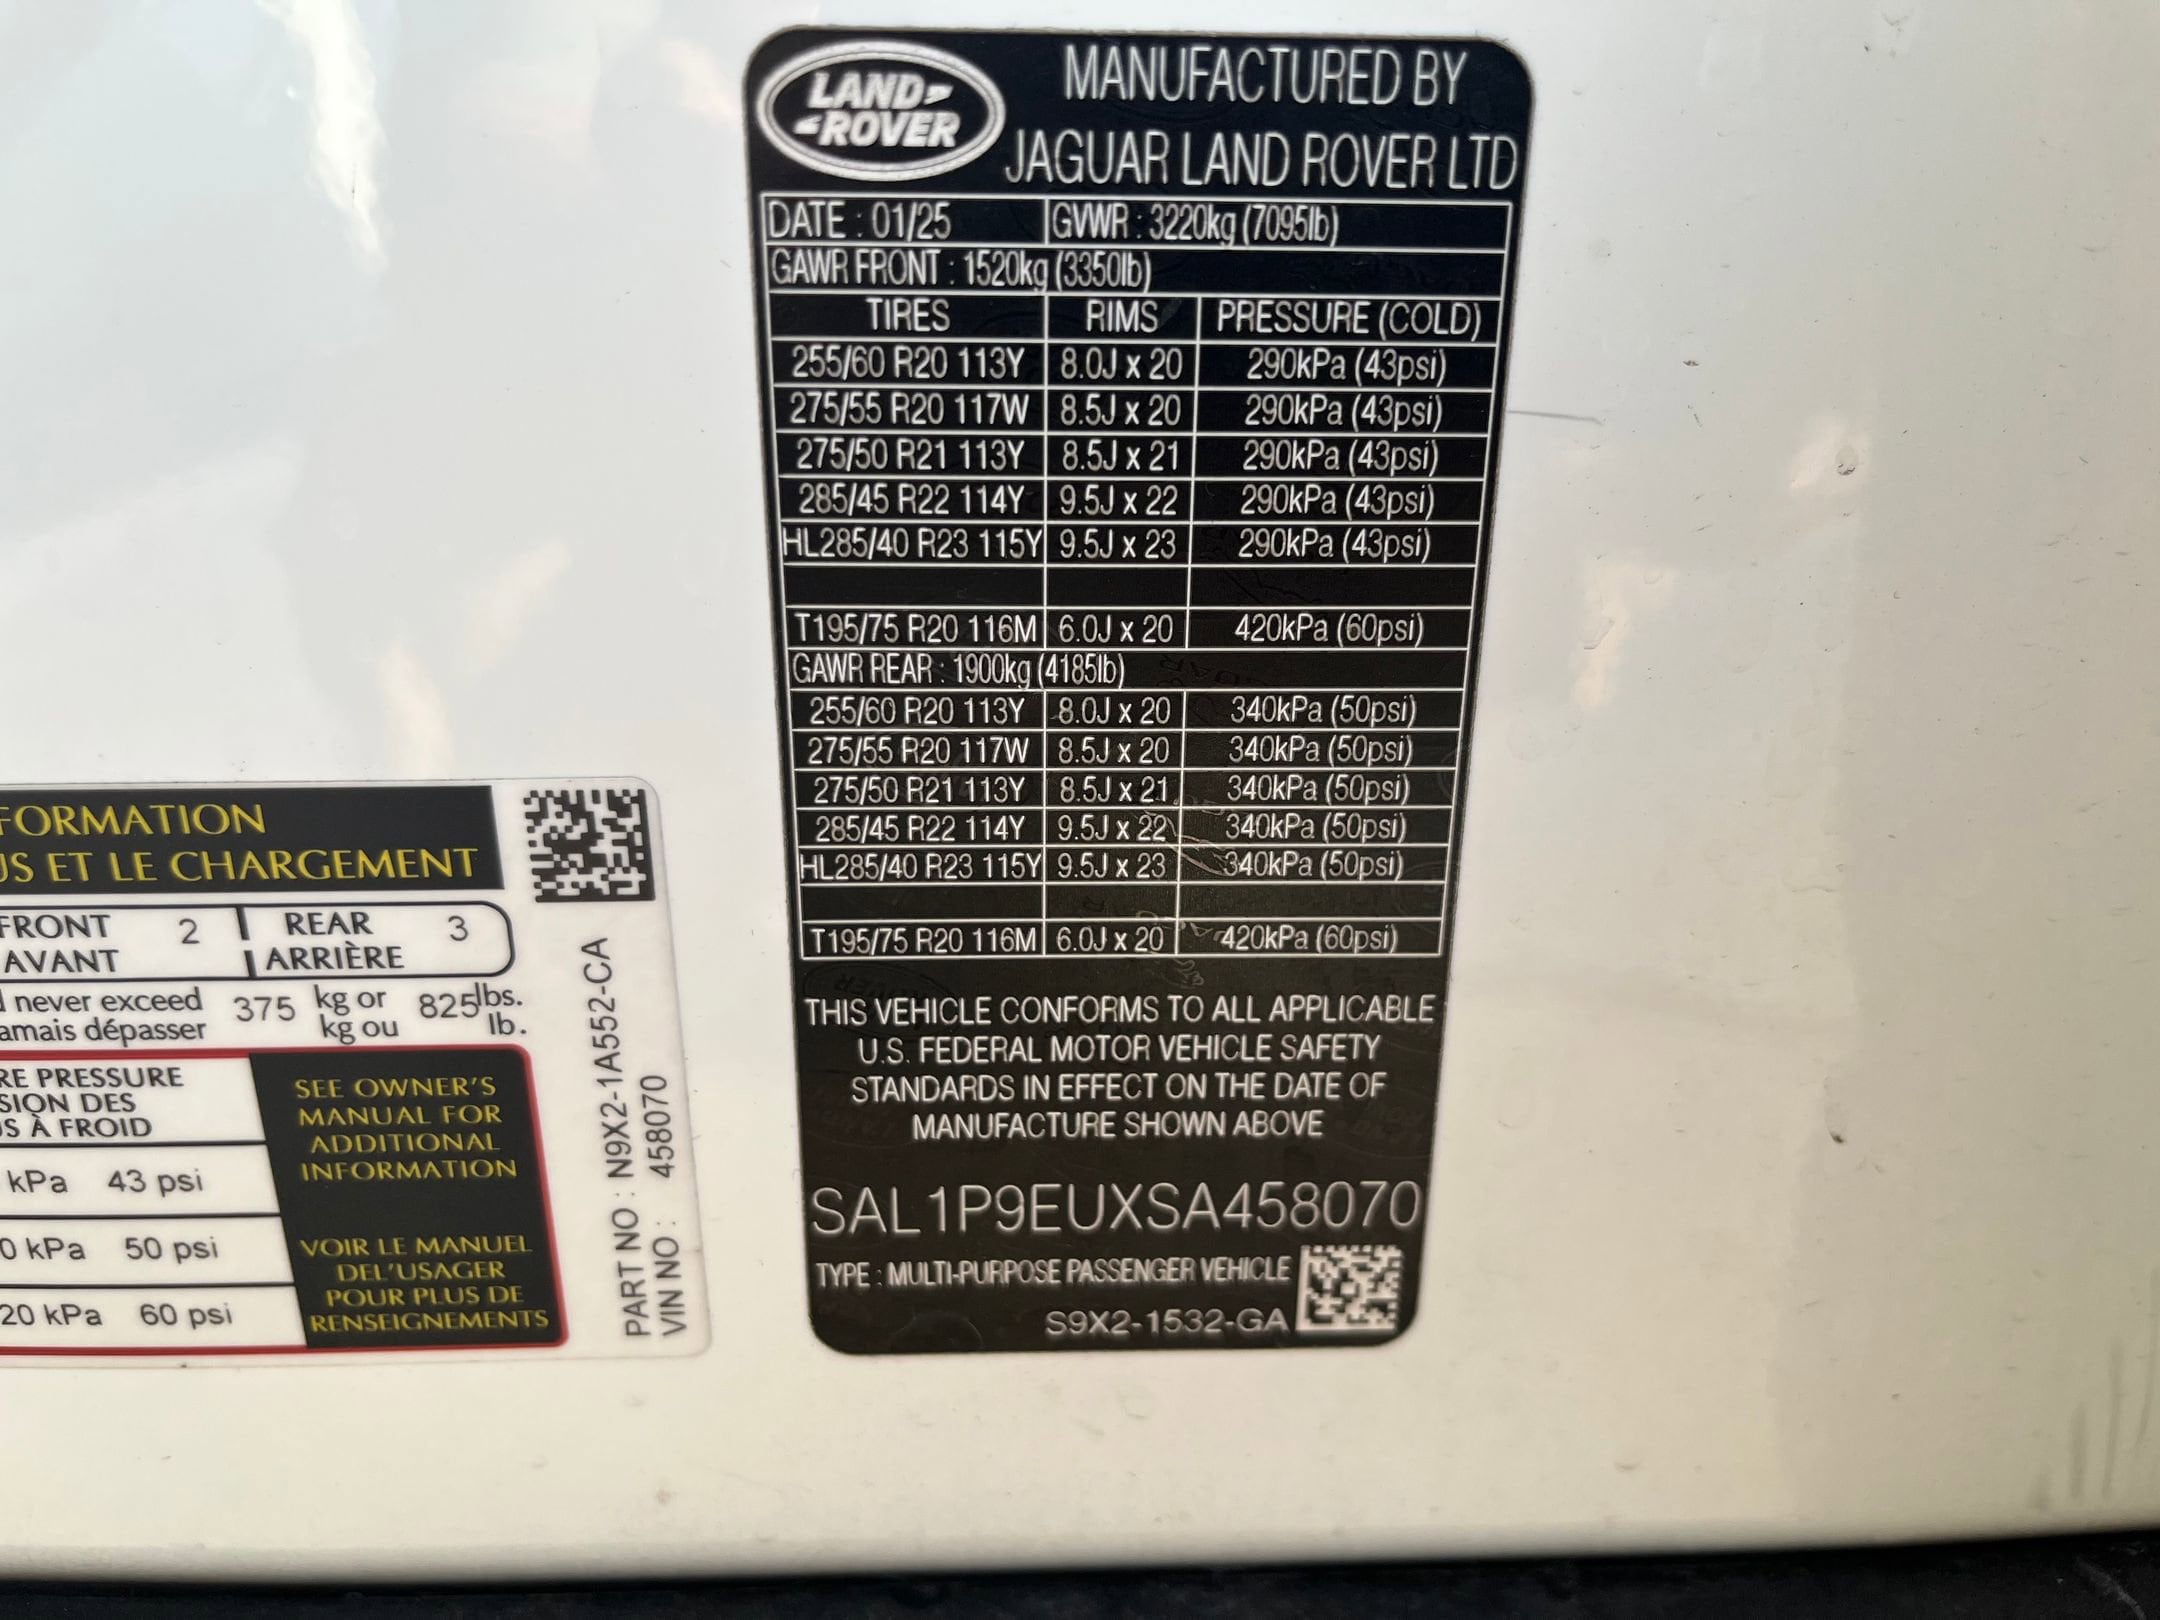 LAND-
-ROVER
MANUFACTURED BY
JAGUAR LAND ROVER LTD
DATE : 01/25 GVWR : 3220kg (7095lb)
GAWR FRONT : 1520kg (3350lb)
TIRES RIMS PRESSURE (COLD)
255/60 R20 113Y 8.0J x 20 290kPa (43psi)
275/55 R20 117W 8.5J x 20 290kPa (43psi)
275/50 R21 113Y 8.5J x 21 290kPa (43psi)
285/45 R22 114Y 9.5J x 22 290kPa (43psi)
HL285/40 R23 115Y 9.5J x 23 290kPa (43psi)
T195/75 R20 116M 6.0J x 20 420kPa (60psi)
GAWR REAR : 1900kg (4185lb)
255/60 R20 113Y 8.0J x 20 340kPa (50psi)
275/55 R20 117W 8.5J x 20 340kPa (50psi)
275/50 R21 113Y 8.5J x 21 340kPa (50psi)
285/45 R22 114Y 9.5J x 22 340kPa (50psi)
HL285/40 R23 115Y 9.5J x 23 340kPa (50psi)
T195/75 R20 116M 6.0J x 20 420kPa (60psi)
THIS VEHICLE CONFORMS TO ALL APPLICABLE
U.S. FEDERAL MOTOR VEHICLE SAFETY
STANDARDS IN EFFECT ON THE DATE OF
MANUFACTURE SHOWN ABOVE
SAL1P9EUXSA458070
TYPE : MULTI-PURPOSE PASSENGER VEHICLE
S9X2-1532-GA
FORMATION
US ET LE CHARGEMENT
FRONT 2 REAR 3
AVANT ARRIÈRE
never exceed 375 kg or 825 lbs.
amais dépasser kg ou lb.
RE PRESSURE
SION DES
S À FROID
kPa 43 psi
0 kPa 50 psi
20 kPa 60 psi
SEE OWNER'S
MANUAL FOR
ADDITIONAL
INFORMATION
VOIR LE MANUEL
DEL'USAGER
POUR PLUS DE
RENSEIGNEMENTS
PART NO : N9X2-1A552-CA
VIN NO : 458070